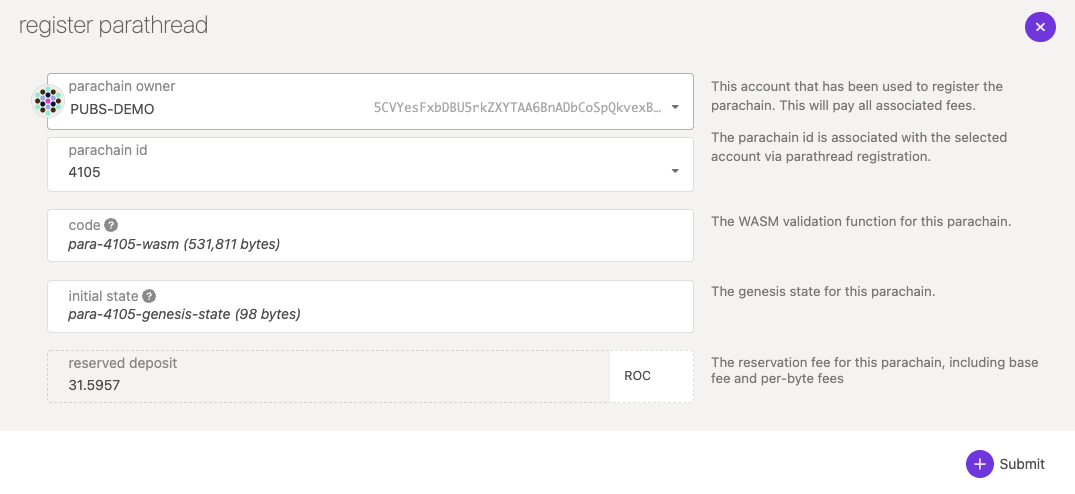 register parathread
parachain owner
PUBS-DEMO
5CVYesFxbDBU5rkZXYTAA6BnADbCoSpQkvexB…
This account that has been used to register the
parachain. This will pay all associated fees.
parachain id
4105
The parachain id is associated with the selected
account via parathread registration.
code ?
para-4105-wasm (531,811 bytes)
The WASM validation function for this parachain.
initial state ?
para-4105-genesis-state (98 bytes)
The genesis state for this parachain.
reserved deposit
31.5957
ROC
The reservation fee for this parachain, including base
fee and per-byte fees
Submit